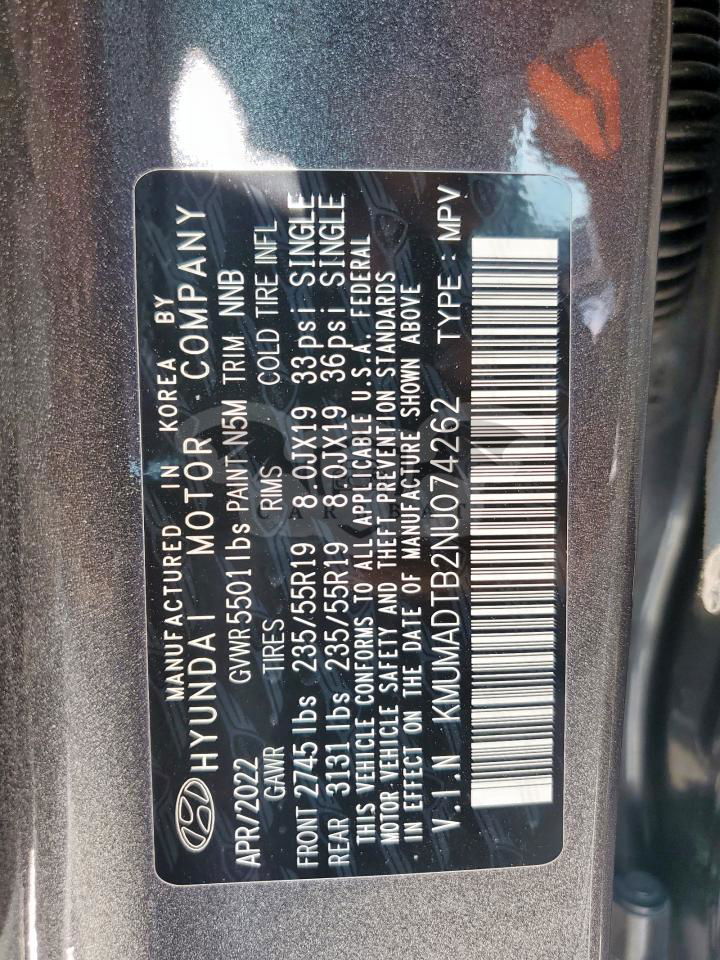 MANUFACTURED IN KOREA BY
HYUNDAI MOTOR COMPANY
APR/2022 GVWR 5501 lbs PAINT N5M TRIM NNB
GAWR TIRES RIMS COLD TIRE INFL
FRONT 2745 lbs 235/55R19 8.0JX19 33psi SINGLE
REAR 3131 lbs 235/55R19 8.0JX19 36psi SINGLE
THIS VEHICLE CONFORMS TO ALL APPLICABLE U.S.A. FEDERAL
MOTOR VEHICLE SAFETY AND THEFT PREVENTION STANDARDS
IN EFFECT ON THE DATE OF MANUFACTURE SHOWN ABOVE
V.I.N KMUMADTB2NU074262 TYPE : MPV